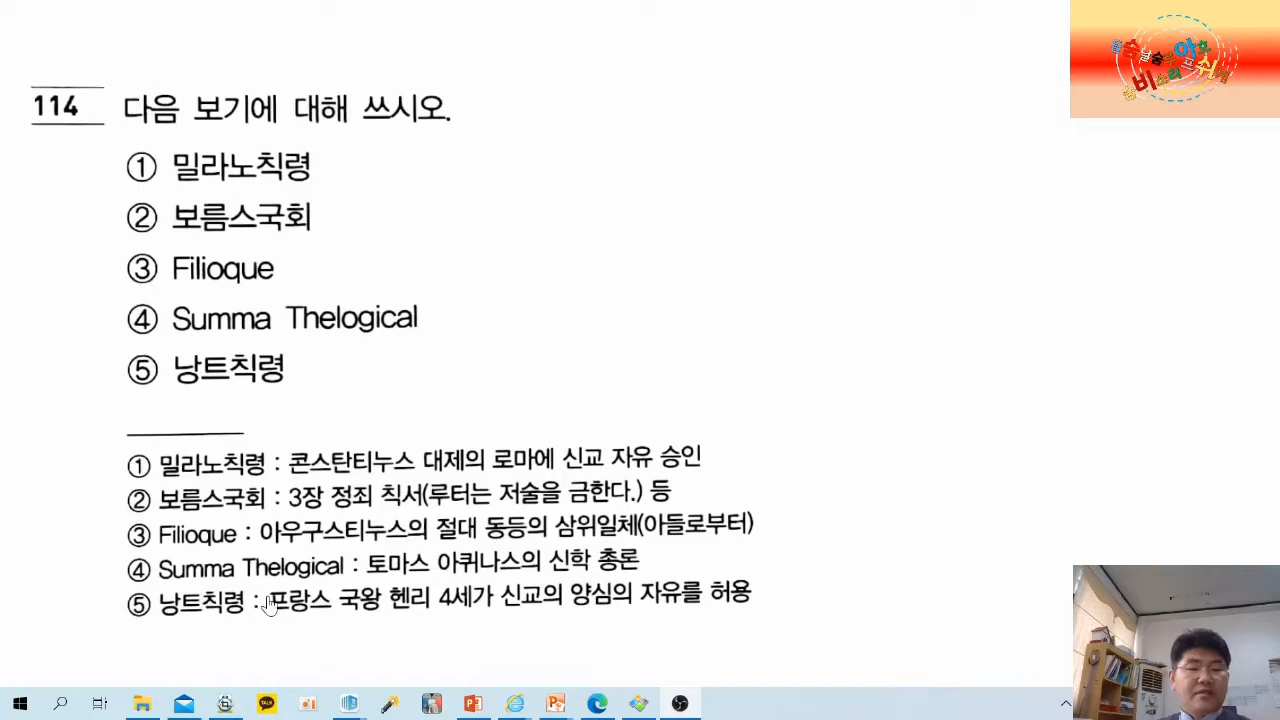 114 다음 보기에 대해 쓰시오.
① 밀라노칙령
② 보름스국회
③ Filioque
④ Summa Thelogical
⑤ 낭트칙령
① 밀라노칙령 : 콘스탄티누스 대제의 로마에 신교 자유 승인
② 보름스국회 : 3장 정죄 칙서(루터는 저술을 금한다.) 등
③ Filioque : 아우구스티누스의 절대 동등의 삼위일체(아들로부터)
④ Summa Thelogical : 토마스 아퀴나스의 신학 총론
⑤ 낭트칙령 : 프랑스 국왕 헨리 4세가 신교의 양심의 자유를 허용